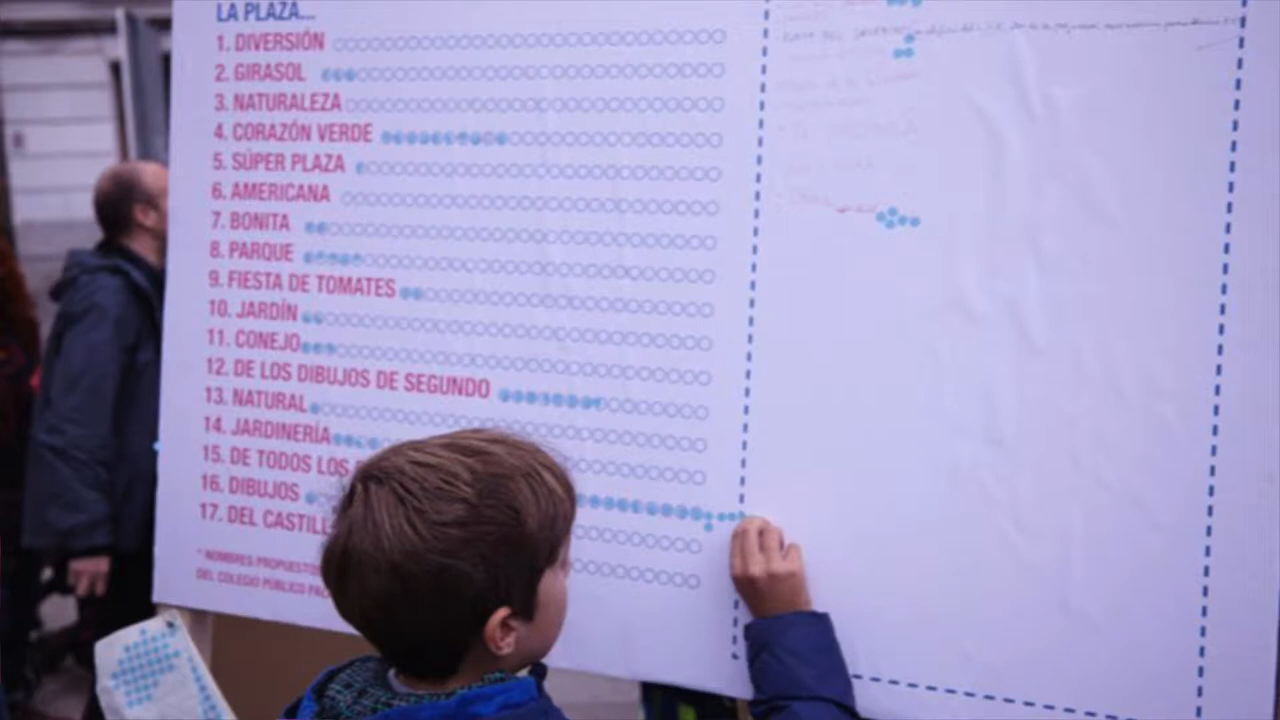 LA PLAZA...
1. DIVERSIÓN
2. GIRASOL
3. NATURALEZA
4. CORAZÓN VERDE
5. SÚPER PLAZA
6. AMERICANA
7. BONITA
8. PARQUE
9. FIESTA DE TOMATES
10. JARDÍN
11. CONEJO
12. DE LOS DIBUJOS DE SEGUNDO
13. NATURAL
14. JARDINERÍA
15. DE TODOS LOS
16. DIBUJOS
17. DEL CASTILL
* NOMBRES PROPUESTOS
DEL COLEGIO PUBLICO